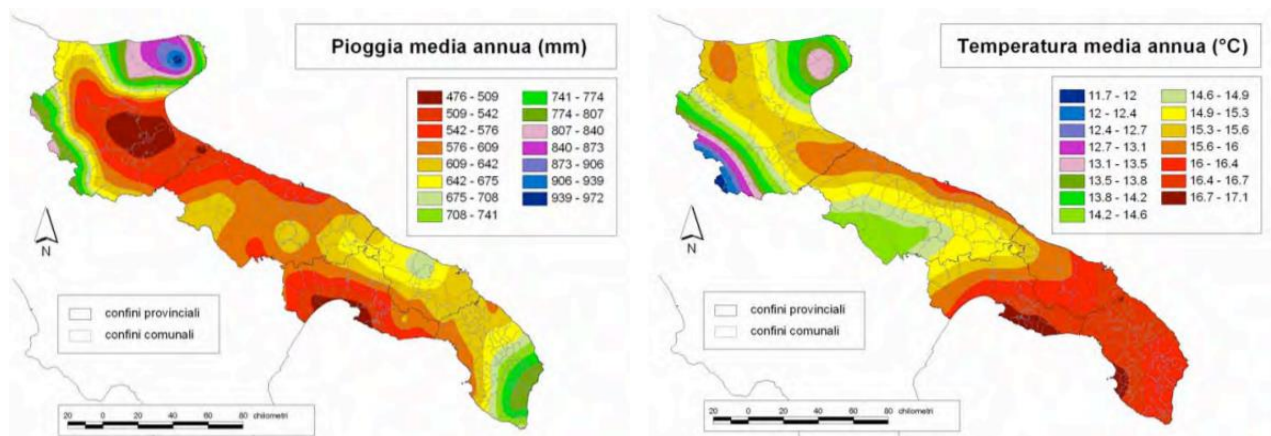 Pioggia media annua (mm)
476 - 509
509 - 542
542 - 576
576 - 609
609 - 642
642 - 675
675 - 708
708 - 741
741 - 774
774 - 807
807 - 840
840 - 873
873 - 906
906 - 939
939 - 972
N
confini provinciali
confini comunali
20 0 20 40 60 80 chilometri
Temperatura media annua (°C)
11.7 - 12
12 - 12.4
12.4 - 12.7
12.7 - 13.1
13.1 - 13.5
13.5 - 13.8
13.8 - 14.2
14.2 - 14.6
14.6 - 14.9
14.9 - 15.3
15.3 - 15.6
15.6 - 16
16 - 16.4
16.4 - 16.7
16.7 - 17.1
N
confini provinciali
confini comunali
20 0 20 40 60 80 chilometri